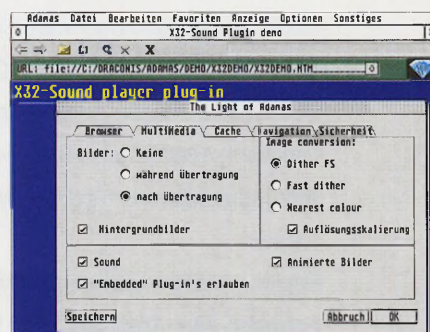 Adamas Datei Bearbeiten Favoriten Anzeige Optionen Sonstiges
X32-Sound Plugin demo
URL: file://C:/DRACONIS/ADAMAS/DEMO/X32DEMO/X32DEMO.HTM
X32-Sound player plug-in
The Light of Adamas
Browser MultiMedia Cache Navigation Sicherheit
Bilder: Keine
während übertragung
nach übertragung
Hintergrundbilder
Image conversion:
Dither FS
Fast dither
Nearest colour
Auflösungsskalierung
Sound
Animierte Bilder
"Embedded" Plug-in's erlauben
Speichern
Abbruch
OK